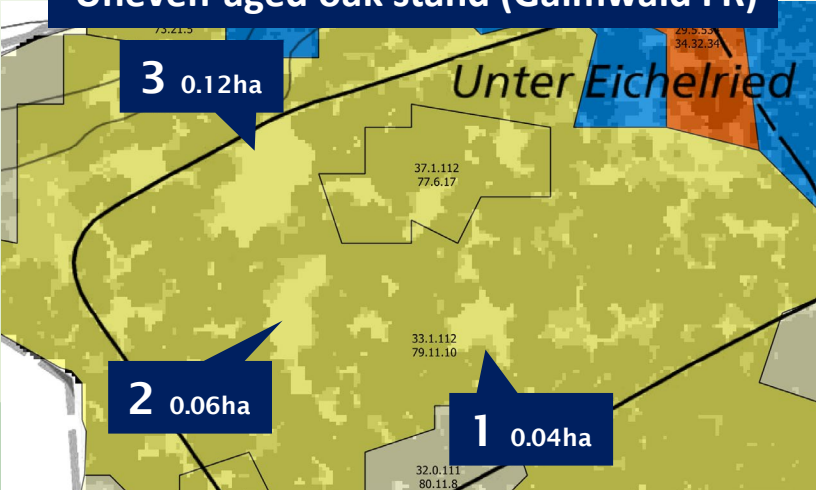 Uneven-aged oak stand (Galmwald FR)
73.21.5
29.5.534
34.32.34
3 0.12ha
Unter Eichelried
37.1.112
77.6.17
33.1.112
79.11.10
2 0.06ha
1 0.04ha
32.0.111
80.11.8